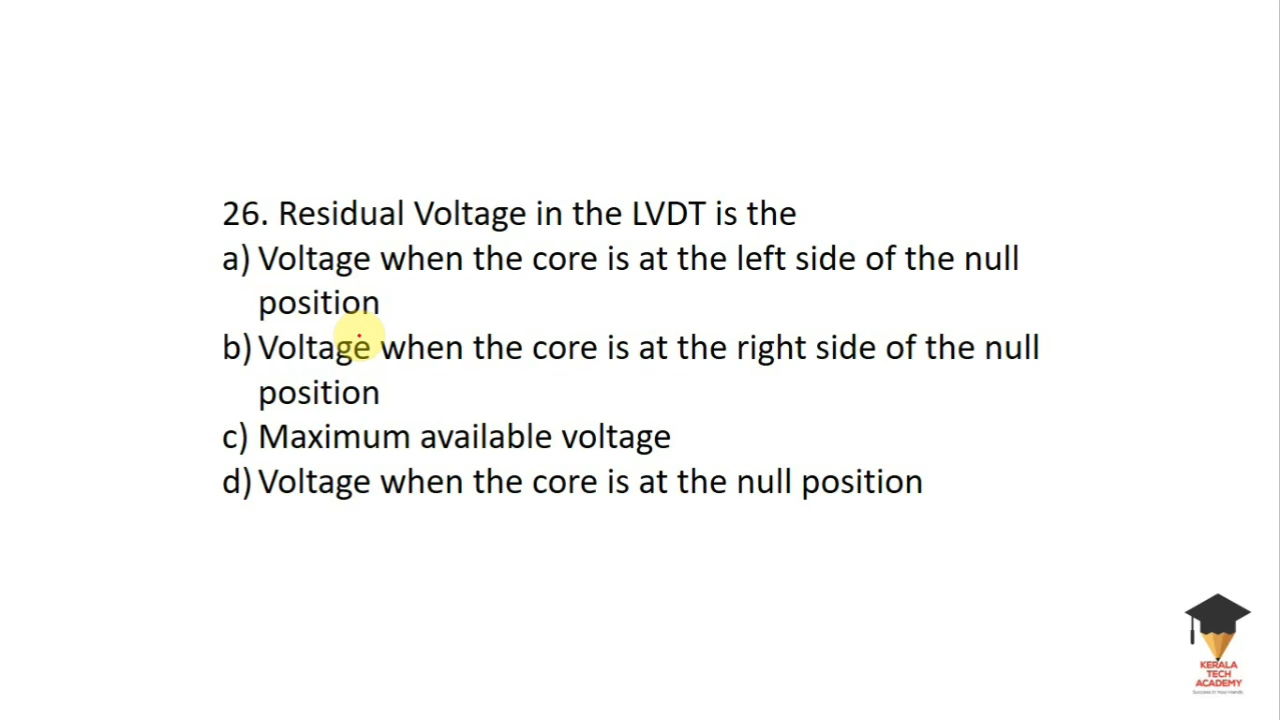 26. Residual Voltage in the LVDT is the
a) Voltage when the core is at the left side of the null
position
b) Voltage when the core is at the right side of the null
position
c) Maximum available voltage
d) Voltage when the core is at the null position
KERALA
TECH
ACADEMY